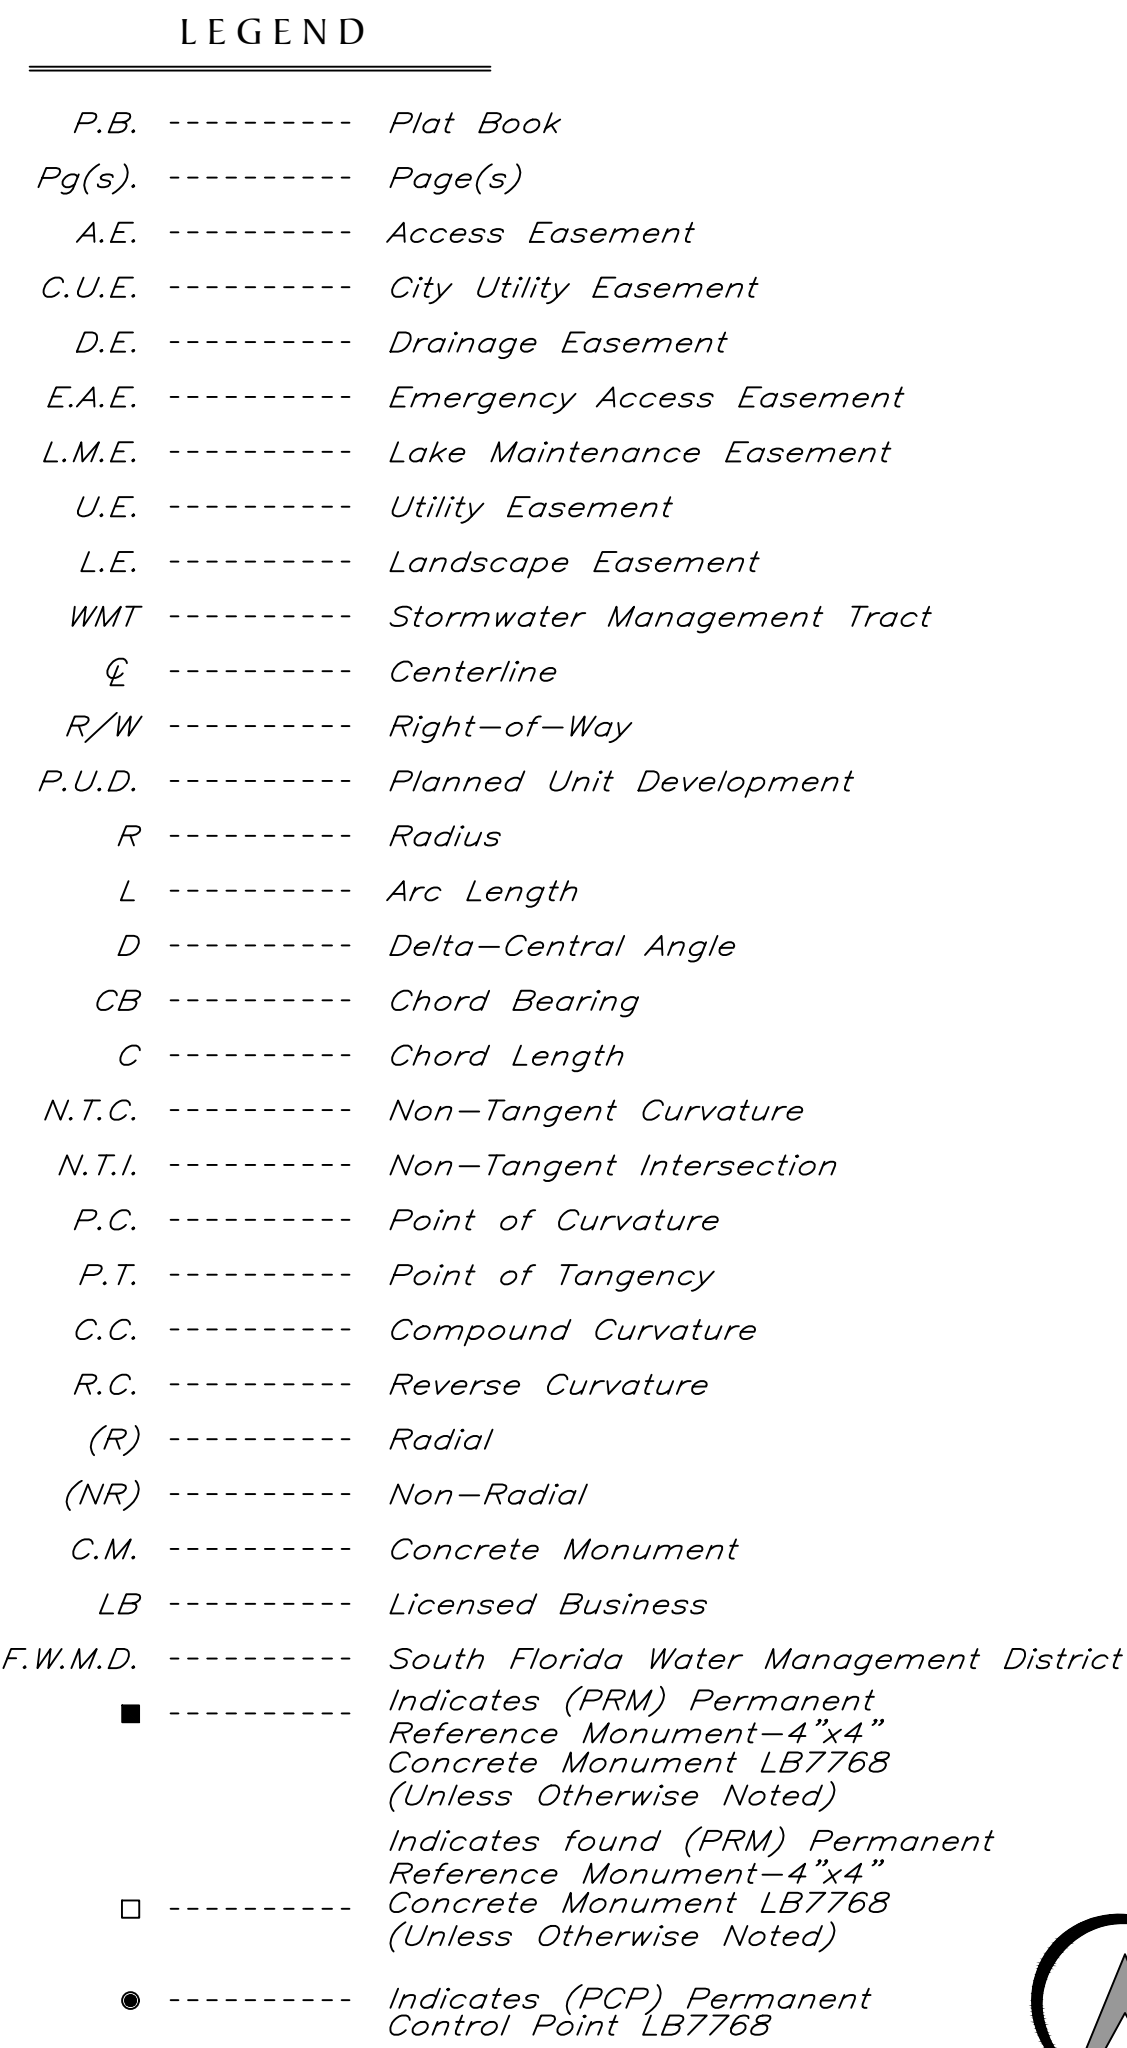 LEGEND
P.B. ---------- Plat Book
Pg(s). ---------- Page(s)
A.E. ---------- Access Easement
C.U.E. ---------- City Utility Easement
D.E. ---------- Drainage Easement
E.A.E. ---------- Emergency Access Easement
L.M.E. ---------- Lake Maintenance Easement
U.E. ---------- Utility Easement
L.E. ---------- Landscape Easement
WMT ---------- Stormwater Management Tract
℄ ---------- Centerline
R/W ---------- Right-of-Way
P.U.D. ---------- Planned Unit Development
R ---------- Radius
L ---------- Arc Length
D ---------- Delta-Central Angle
CB ---------- Chord Bearing
C ---------- Chord Length
N.T.C. ---------- Non-Tangent Curvature
N.T.I. ---------- Non-Tangent Intersection
P.C. ---------- Point of Curvature
P.T. ---------- Point of Tangency
C.C. ---------- Compound Curvature
R.C. ---------- Reverse Curvature
(R) ---------- Radial
(NR) ---------- Non-Radial
C.M. ---------- Concrete Monument
LB ---------- Licensed Business
F.W.M.D. ---------- South Florida Water Management District
■ ---------- Indicates (PRM) Permanent
Reference Monument-4"x4"
Concrete Monument LB7768
(Unless Otherwise Noted)
Indicates found (PRM) Permanent
Reference Monument-4"x4"
□ ---------- Concrete Monument LB7768
(Unless Otherwise Noted)
◉ ---------- Indicates (PCP) Permanent
Control Point LB7768